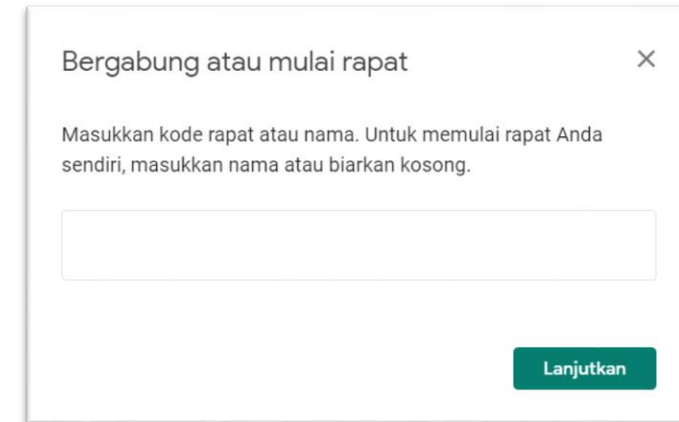 Bergabung atau mulai rapat
Masukkan kode rapat atau nama. Untuk memulai rapat Anda
sendiri, masukkan nama atau biarkan kosong.
Lanjutkan